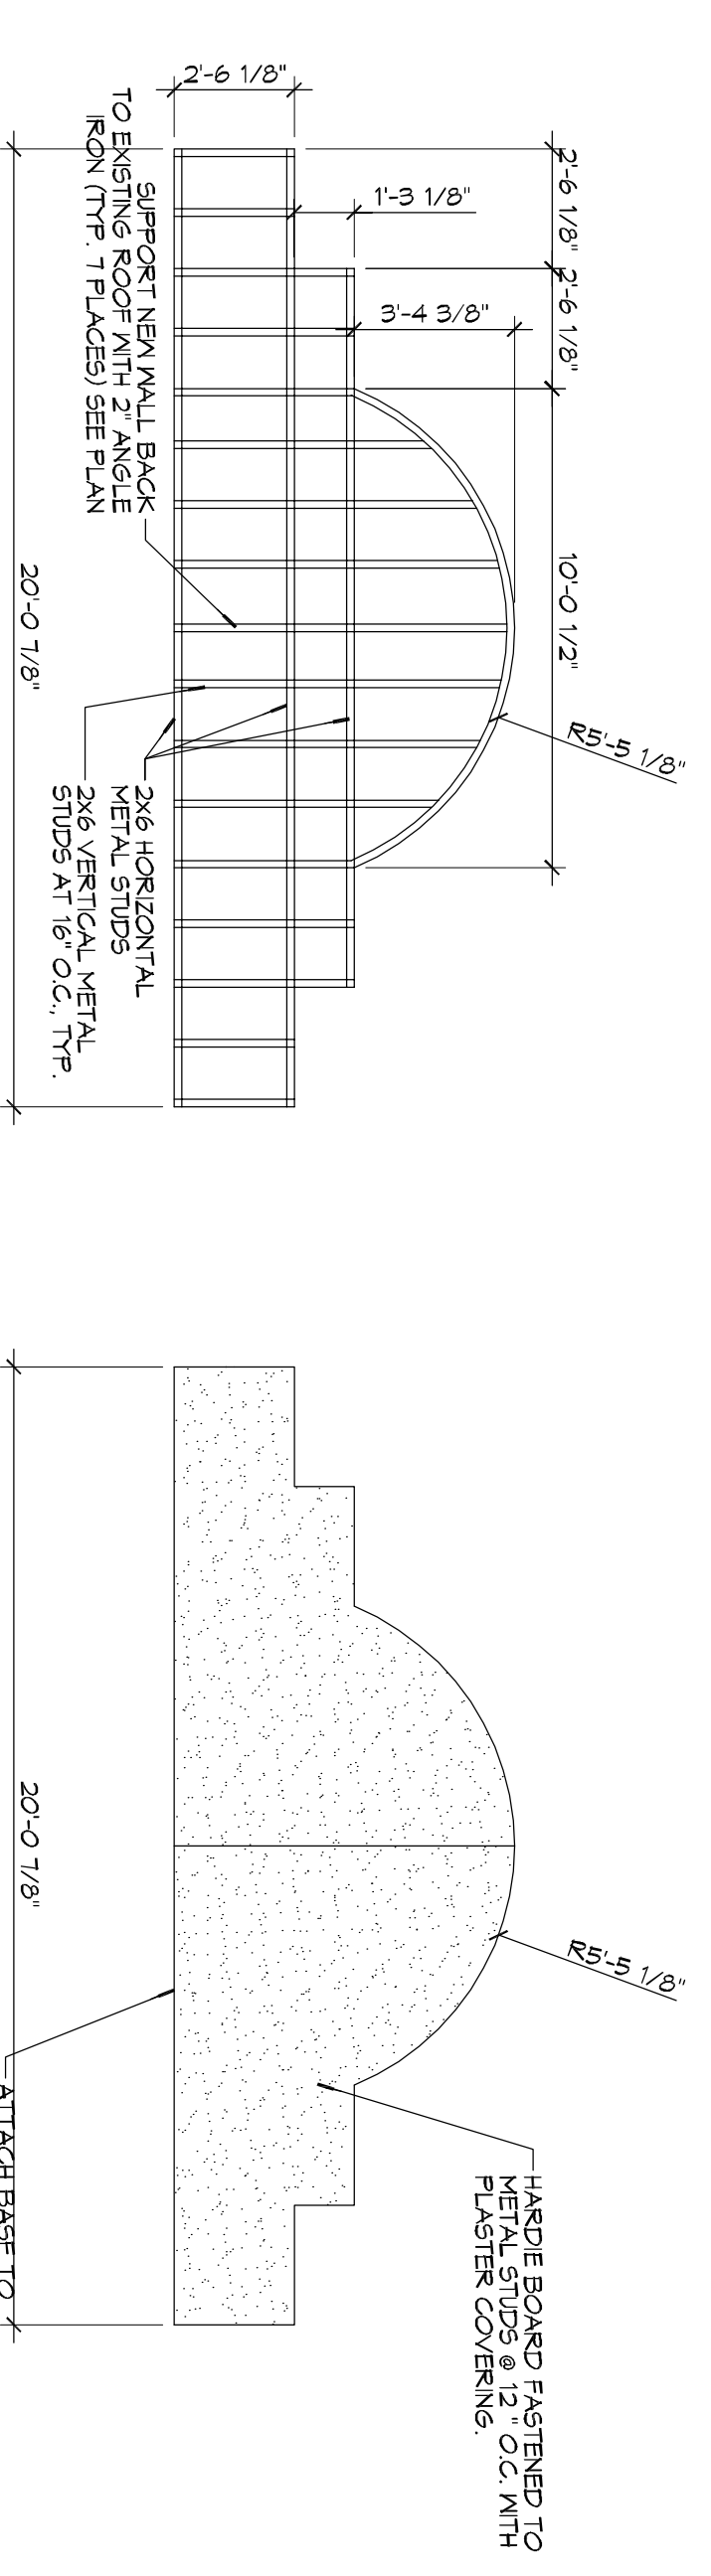 2'-6 1/8"
2'-6 1/8"
10'-0 1/2"
R5'-5 1/8"
2'-6 1/8"
1'-3 1/8"
3'-4 3/8"
SUPPORT NEW WALL BACK
TO EXISTING ROOF WITH 2" ANGLE
IRON (TYP. 7 PLACES) SEE PLAN
2x6 HORIZONTAL
METAL STUDS
2x6 VERTICAL METAL
STUDS AT 16" O.C., TYP.
20'-0 7/8"
R5'-5 1/8"
HARDIE BOARD FASTENED TO
METAL STUDS @ 12 " O.C. WITH
PLASTER COVERING.
20'-0 7/8"
ATTACH BASE TO